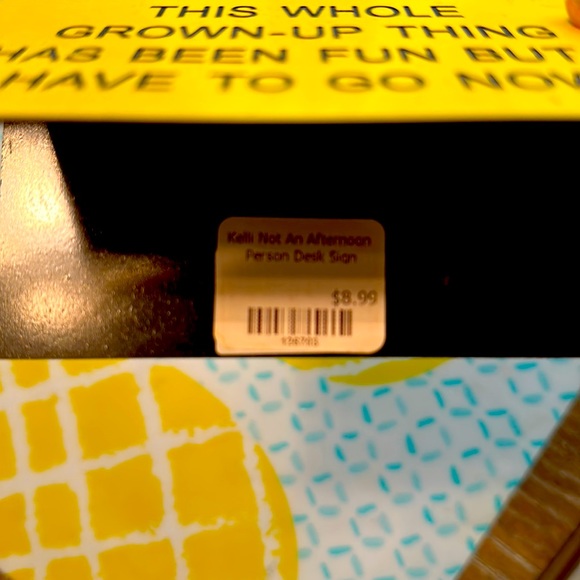 THIS WHOLE
GROWN-UP THING
HAS BEEN FUN BUT
HAVE TO GO NOW
Kelli Not An Afternoon
Person Desk Sign
$8.99